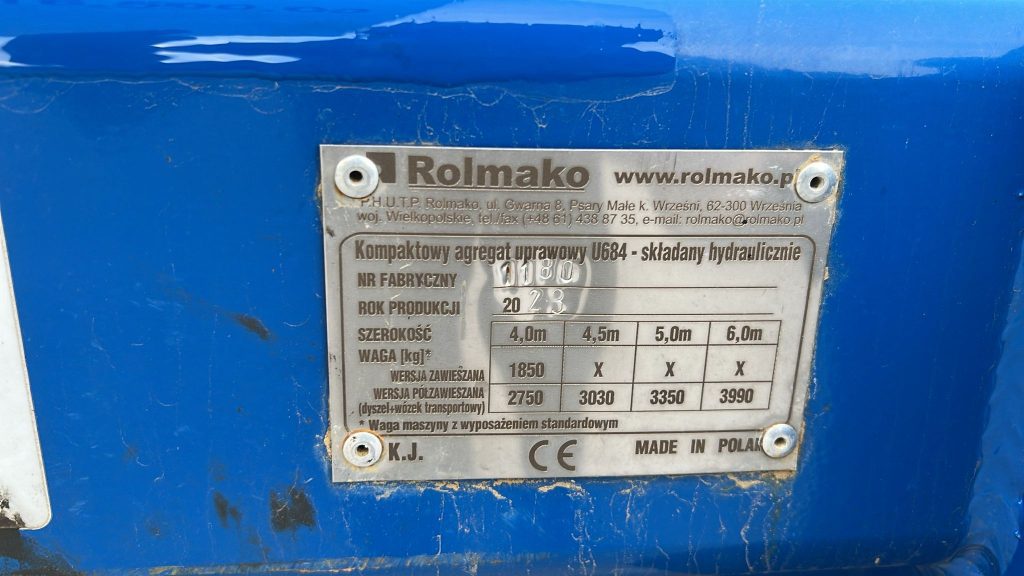 Rolmako www.rolmako.p
P.H.U.T.P. Rolmako, ul. Gwarna 8, Psary Małe k. Wrześni, 62-300 Września
woj. Wielkopolskie, tel./fax (+48 61) 438 87 35, e-mail: rolmako@rolmako.pl
Kompaktowy agregat uprawowy U684 - składany hydraulicznie
NR FABRYCZNY 1180
ROK PRODUKCJI 20 23
SZEROKOŚĆ 4,0m 4,5m 5,0m 6,0m
WAGA [kg]*
WERSJA ZAWIESZANA 1850 X X X
WERSJA PÓŁZAWIESZANA 2750 3030 3350 3990
(dyszel+wózek transportowy)
* Waga maszyny z wyposażeniem standardowym
K.J. CE MADE IN POLA